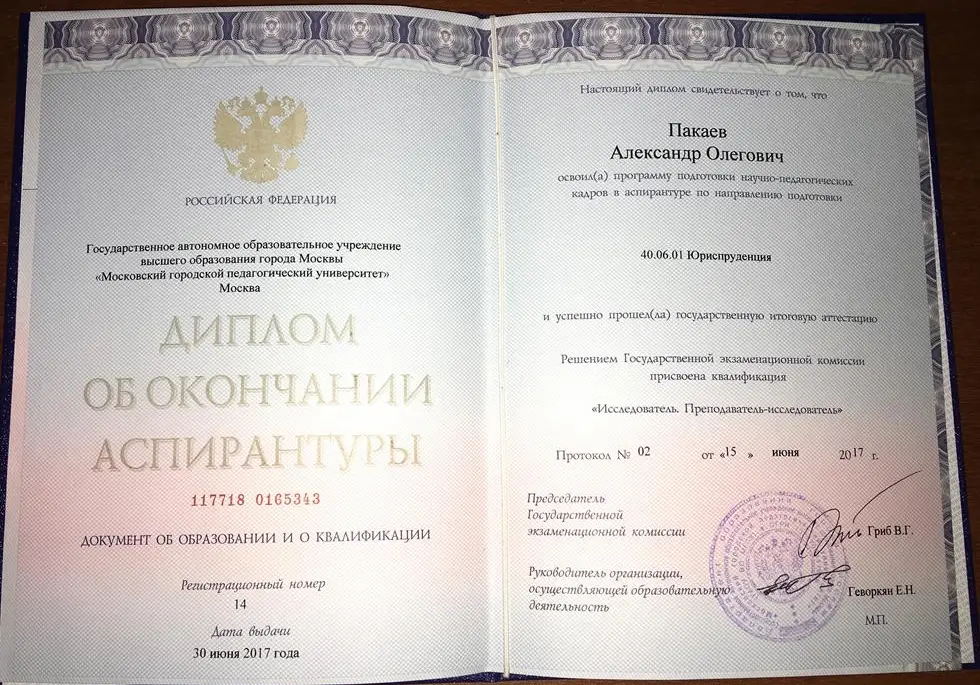 РОССИЙСКАЯ ФЕДЕРАЦИЯ
Государственное автономное образовательное учреждение
высшего образования города Москвы
«Московский городской педагогический университет»
Москва
ДИПЛОМ
ОБ ОКОНЧАНИИ
АСПИРАНТУРЫ
117718 0165343
ДОКУМЕНТ ОБ ОБРАЗОВАНИИ И О КВАЛИФИКАЦИИ
Регистрационный номер
14
Дата выдачи
30 июня 2017 года
Настоящий диплом свидетельствует о том, что
Пакаев
Александр Олегович
освоил(а) программу подготовки научно-педагогических
кадров в аспирантуре по направлению подготовки
40.06.01 Юриспруденция
и успешно прошел(ла) государственную итоговую аттестацию
Решением Государственной экзаменационной комиссии
присвоена квалификация
«Исследователь. Преподаватель-исследователь»
Протокол № 02 от «15 » июня 2017 г.
Председатель
Государственной
экзаменационной комиссии
Гриб В.Г.
Руководитель организации,
осуществляющей образовательную
деятельность
Геворкян Е.Н.
М.П.